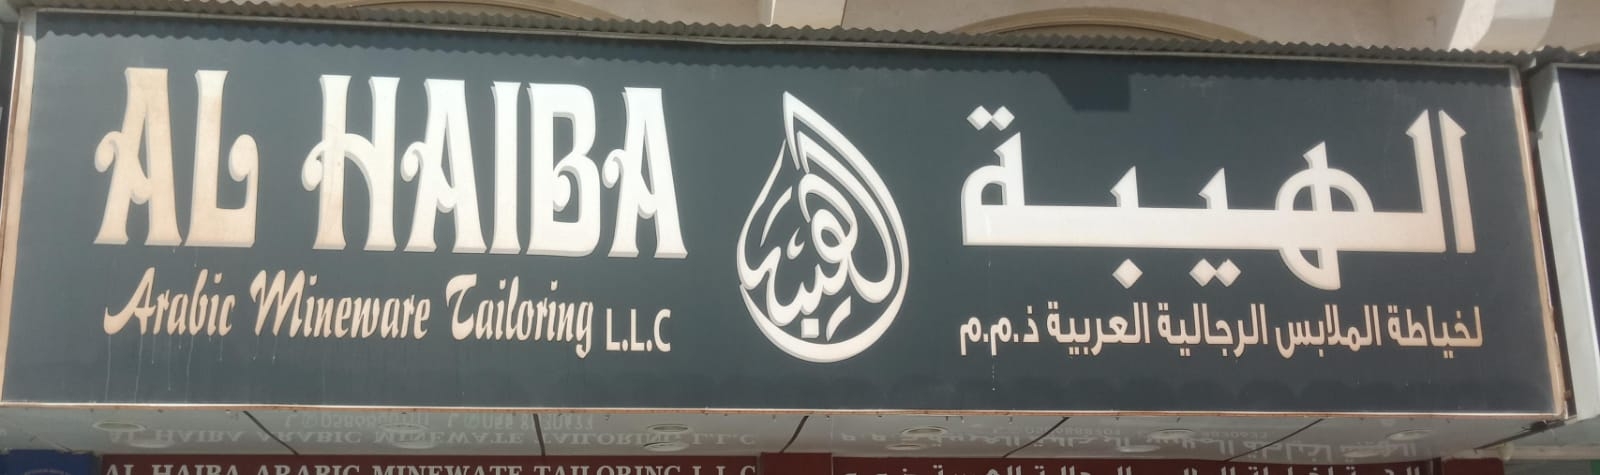 AL HAIBA
Arabic Mineware Tailoring L.L.C
الهيبة
الهيبة
لخياطة الملابس الرجالية العربية ذ.م.م
AL HAIBA ARABIC MINEWATE TAILORING L.L.C